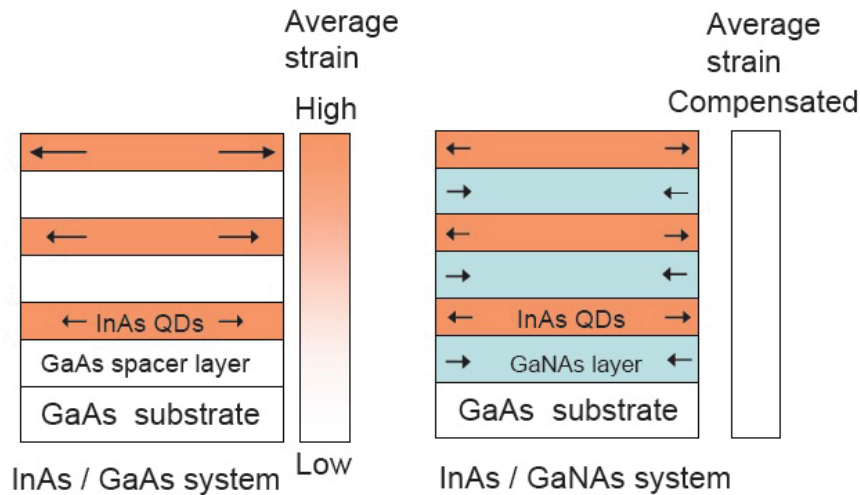 Average
strain
High
InAs QDs
GaAs spacer layer
GaAs substrate
Low
InAs / GaAs system
Average
strain
Compensated
InAs QDs
GaNAs layer
GaAs substrate
InAs / GaNAs system